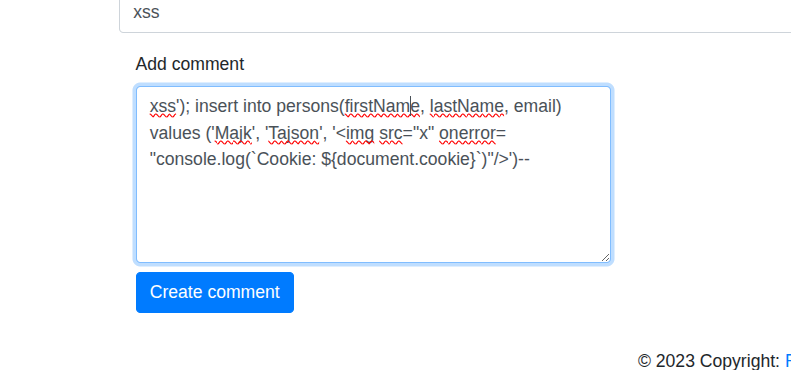 xss
Add comment
xss'); insert into persons(firstName, lastName, email)
values ('Majk', 'Tajson', '<img src="x" onerror=
"console.log(`Cookie: ${document.cookie}`)"/>')--
Create comment
© 2023 Copyright: